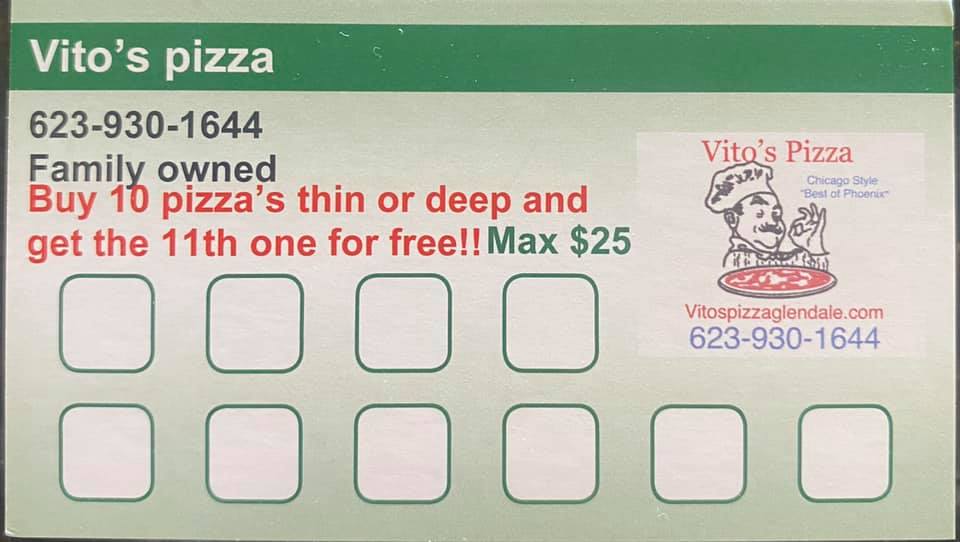 Vito's pizza
623-930-1644
Family owned
Buy 10 pizza's thin or deep and
get the 11th one for free!! Max $25
Vito's Pizza
Chicago Style
"Best of Phoenix"
Vitospizzaglendale.com
623-930-1644